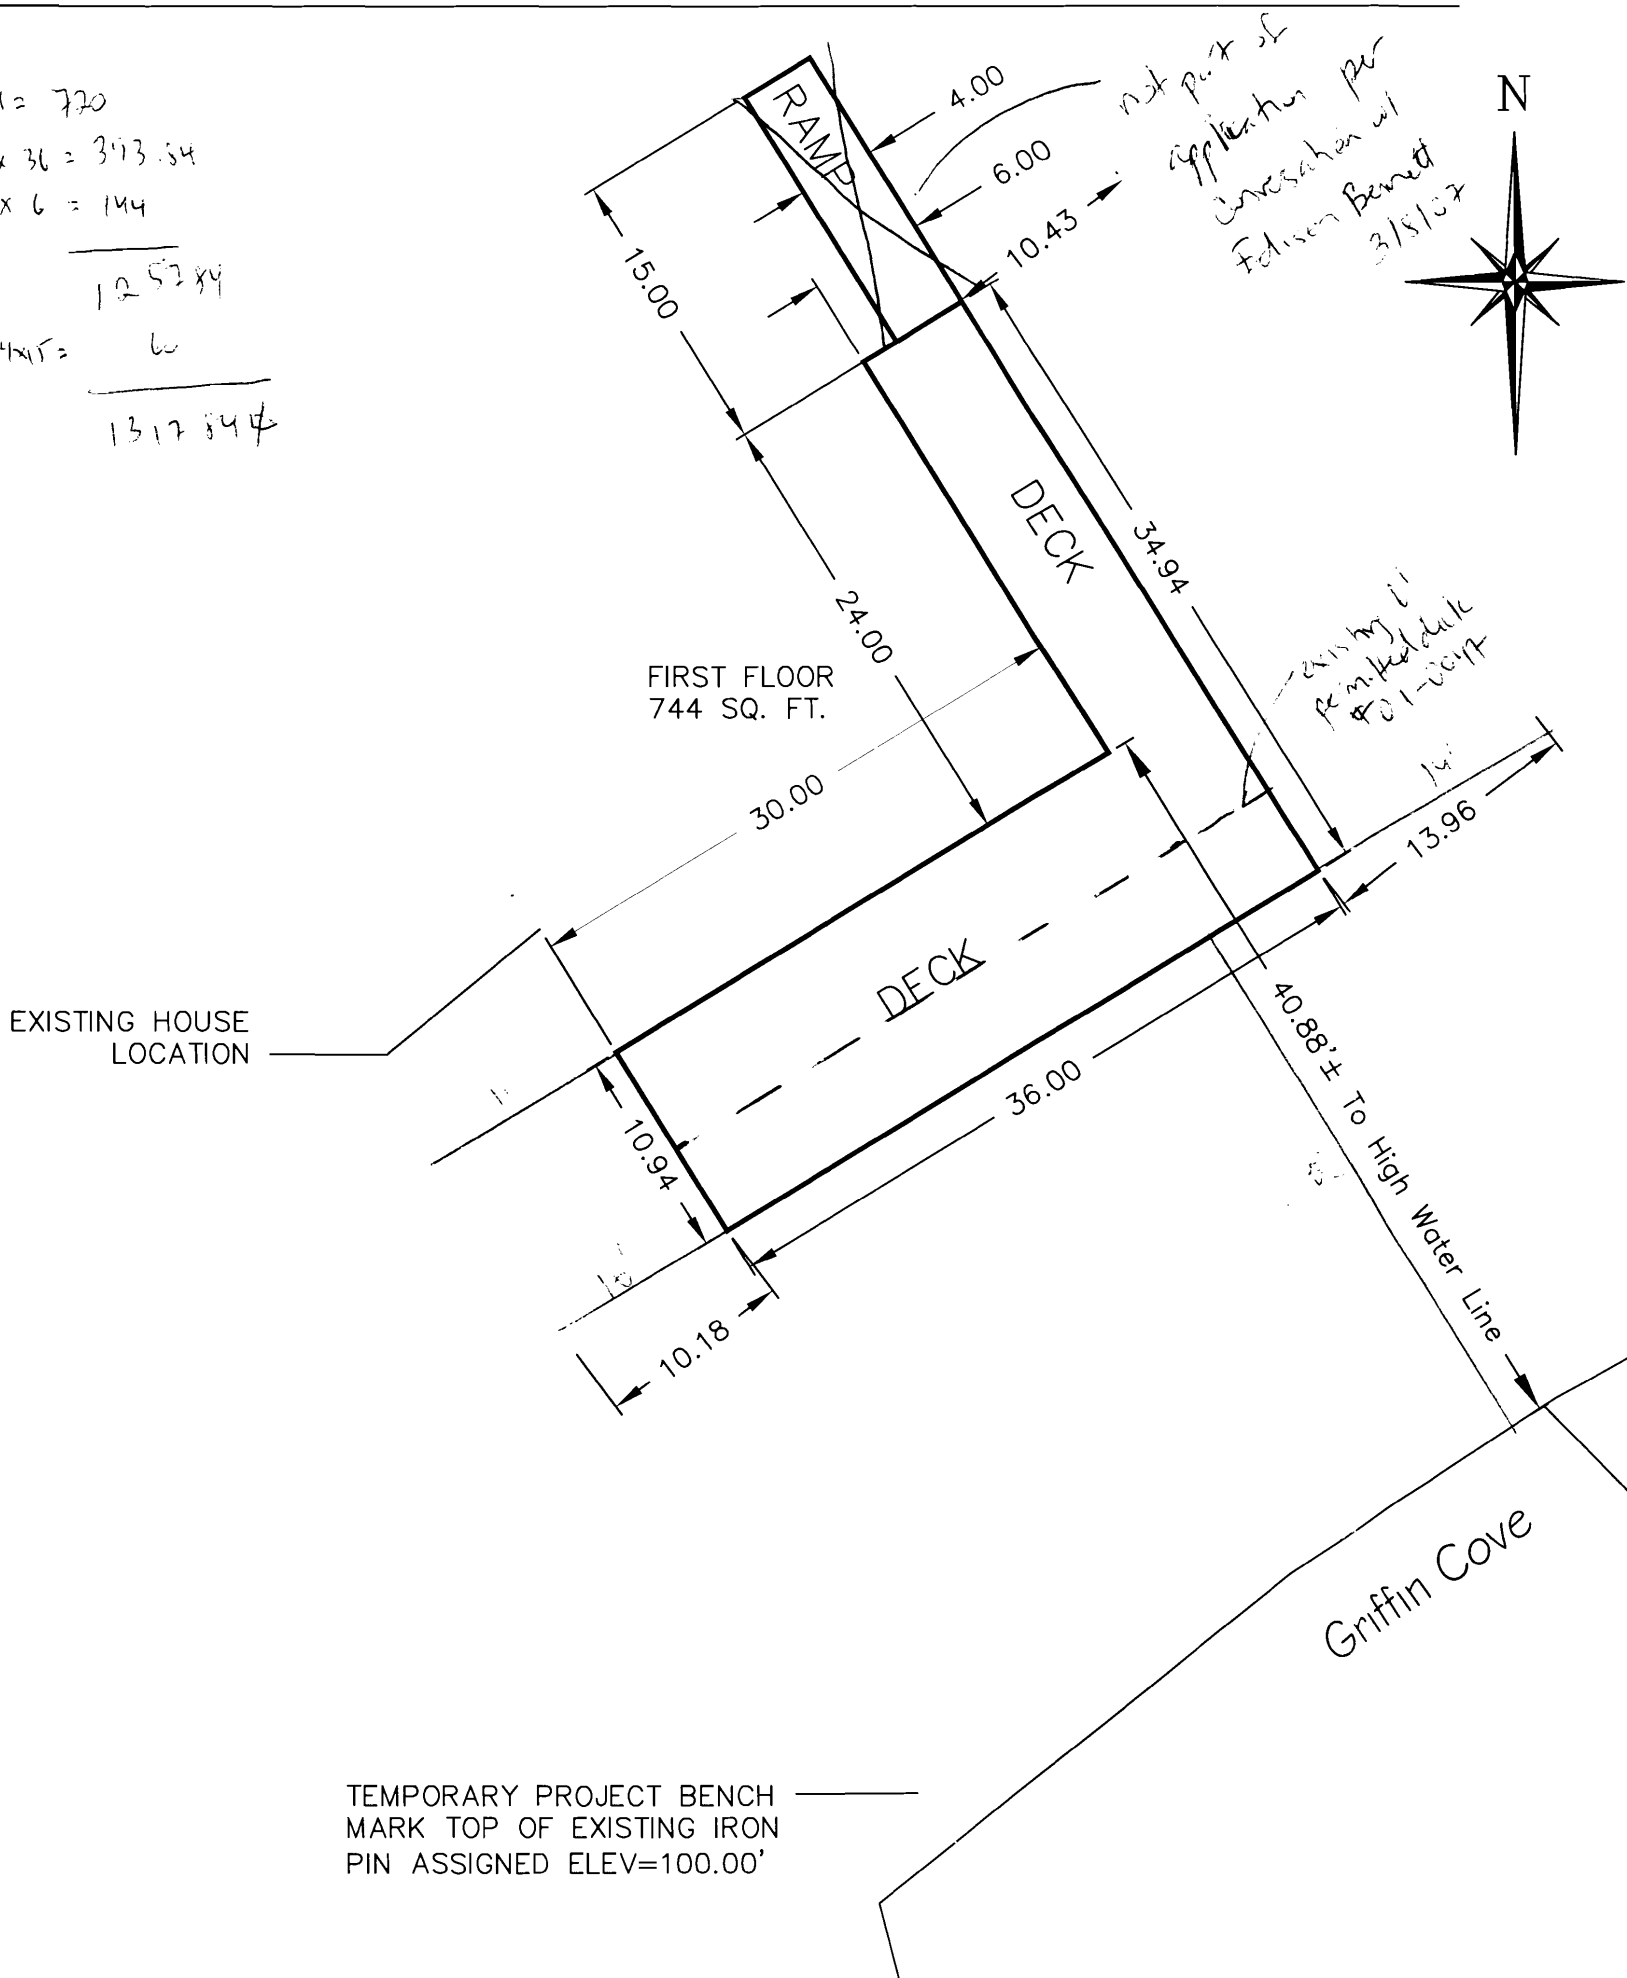 = 720
x 36 = 393.84
x 6 = 144
1257 84
4x15 = 60
1317 84
RAMP
4.00
6.00
10.43
not part of
application per
conversation w/
Edison Bennett
3/8/07
N
15.00
DECK
34.94
24.00
FIRST FLOOR
744 SQ. FT.
30.00
existing
permitted deck
#01-
14'
13.96
DECK
EXISTING HOUSE
LOCATION
10.94
36.00
40.88'± To High Water Line
10'
10.18
Griffin Cove
TEMPORARY PROJECT BENCH
MARK TOP OF EXISTING IRON
PIN ASSIGNED ELEV=100.00'